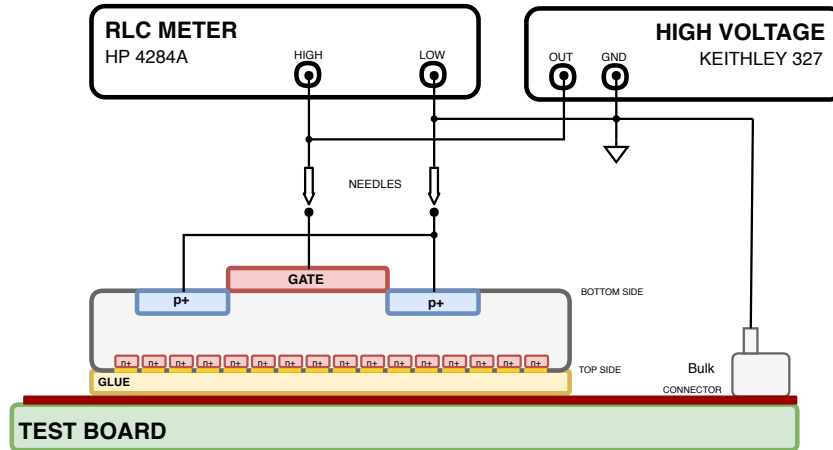 RLC METER
HP 4284A
HIGH
LOW
HIGH VOLTAGE
KEITHLEY 327
OUT
GND
NEEDLES
GATE
p+
p+
BOTTOM SIDE
n+ n+ n+ n+ n+ n+ n+ n+ n+ n+ n+ n+ n+ n+ n+ n+
TOP SIDE
GLUE
Bulk
CONNECTOR
TEST BOARD